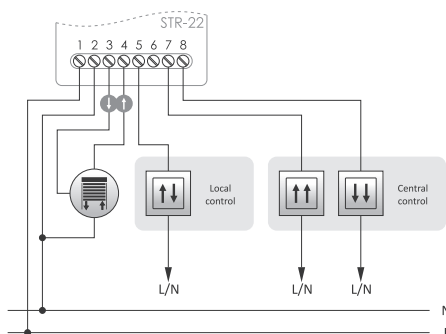 STR-22
1 2 3 4 5 6 7 8
Local
control
Central
control
L/N
L/N
L/N
N